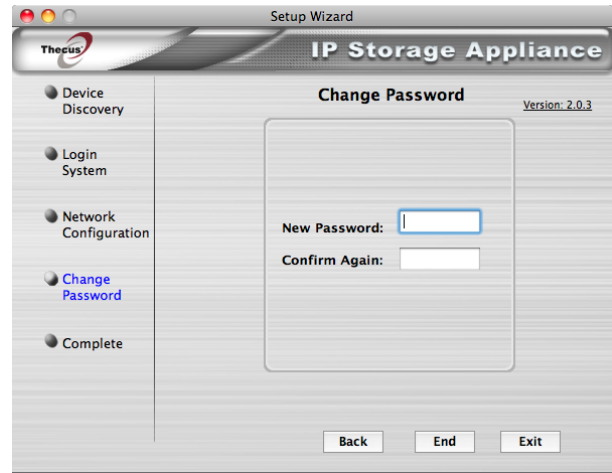 Setup Wizard
Thecus
IP Storage Appliance
Device
Discovery
Login
System
Network
Configuration
Change
Password
Complete
Change Password
Version: 2.0.3
New Password:
Confirm Again:
Back
End
Exit